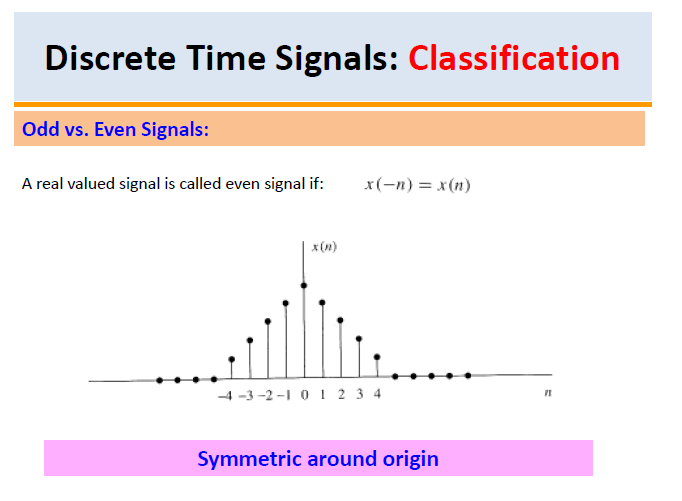 Discrete Time Signals: Classification
Odd vs. Even Signals:
A real valued signal is called even signal if: x(−n) = x(n)
x(n)
−4 −3 −2 −1 0 1 2 3 4 n
Symmetric around origin